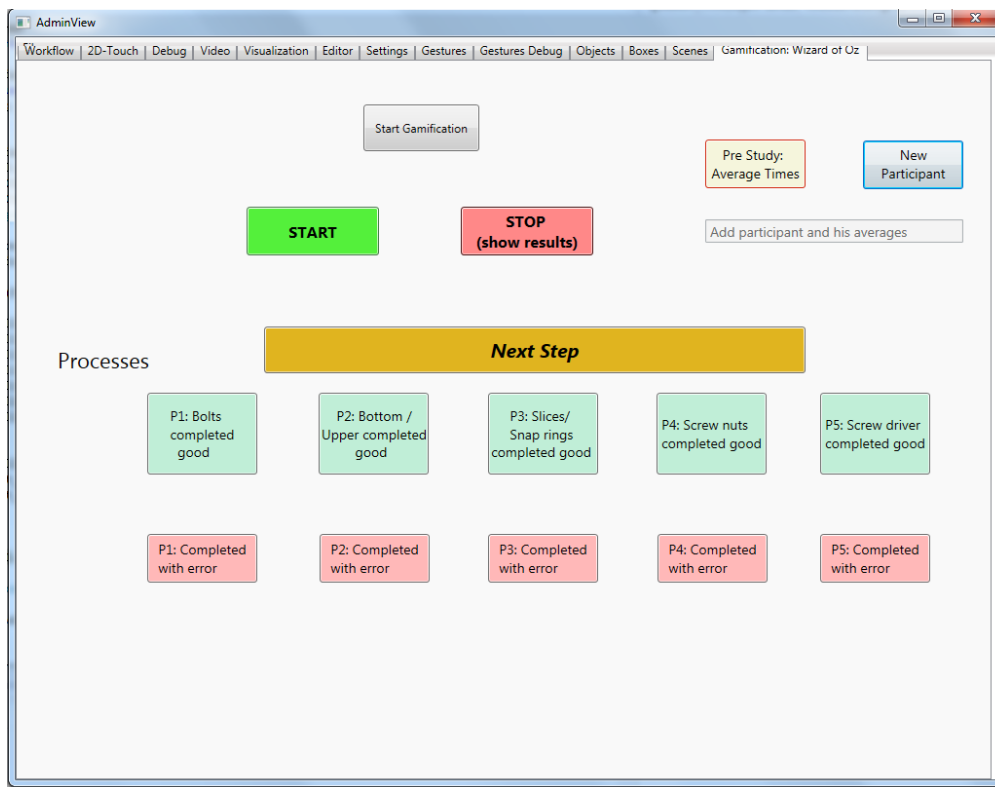 AdminView
Workflow 2D-Touch Debug Video Visualization Editor Settings Gestures Gestures Debug Objects Boxes Scenes Gamification: Wizard of Oz
Start Gamification
Pre Study:
Average Times
New
Participant
START
STOP
(show results)
Add participant and his averages
Next Step
Processes
P1: Bolts
completed
good
P2: Bottom /
Upper completed
good
P3: Slices/
Snap rings
completed good
P4: Screw nuts
completed good
P5: Screw driver
completed good
P1: Completed
with error
P2: Completed
with error
P3: Completed
with error
P4: Completed
with error
P5: Completed
with error